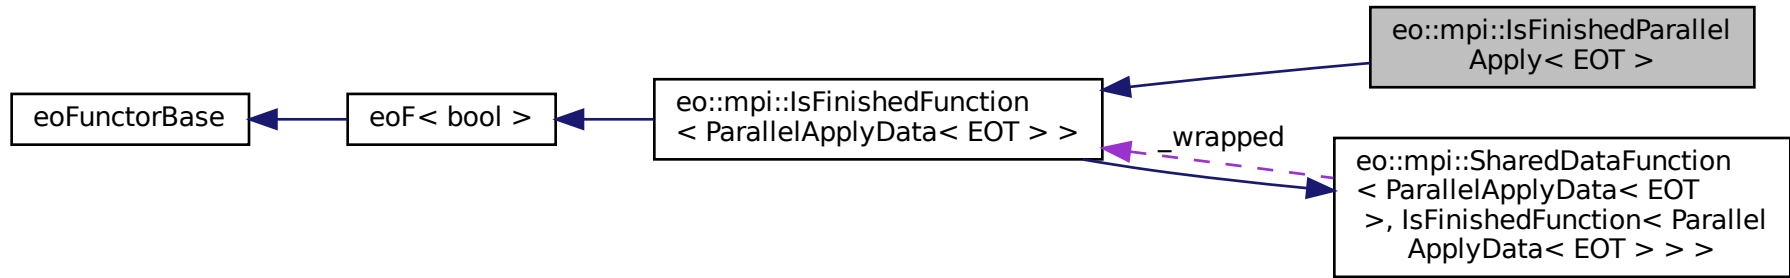 eo::mpi::IsFinishedParallel
Apply< EOT >
eoFunctorBase
eoF< bool >
eo::mpi::IsFinishedFunction
< ParallelApplyData< EOT > >
_wrapped
eo::mpi::SharedDataFunction
< ParallelApplyData< EOT
>, IsFinishedFunction< Parallel
ApplyData< EOT > > >